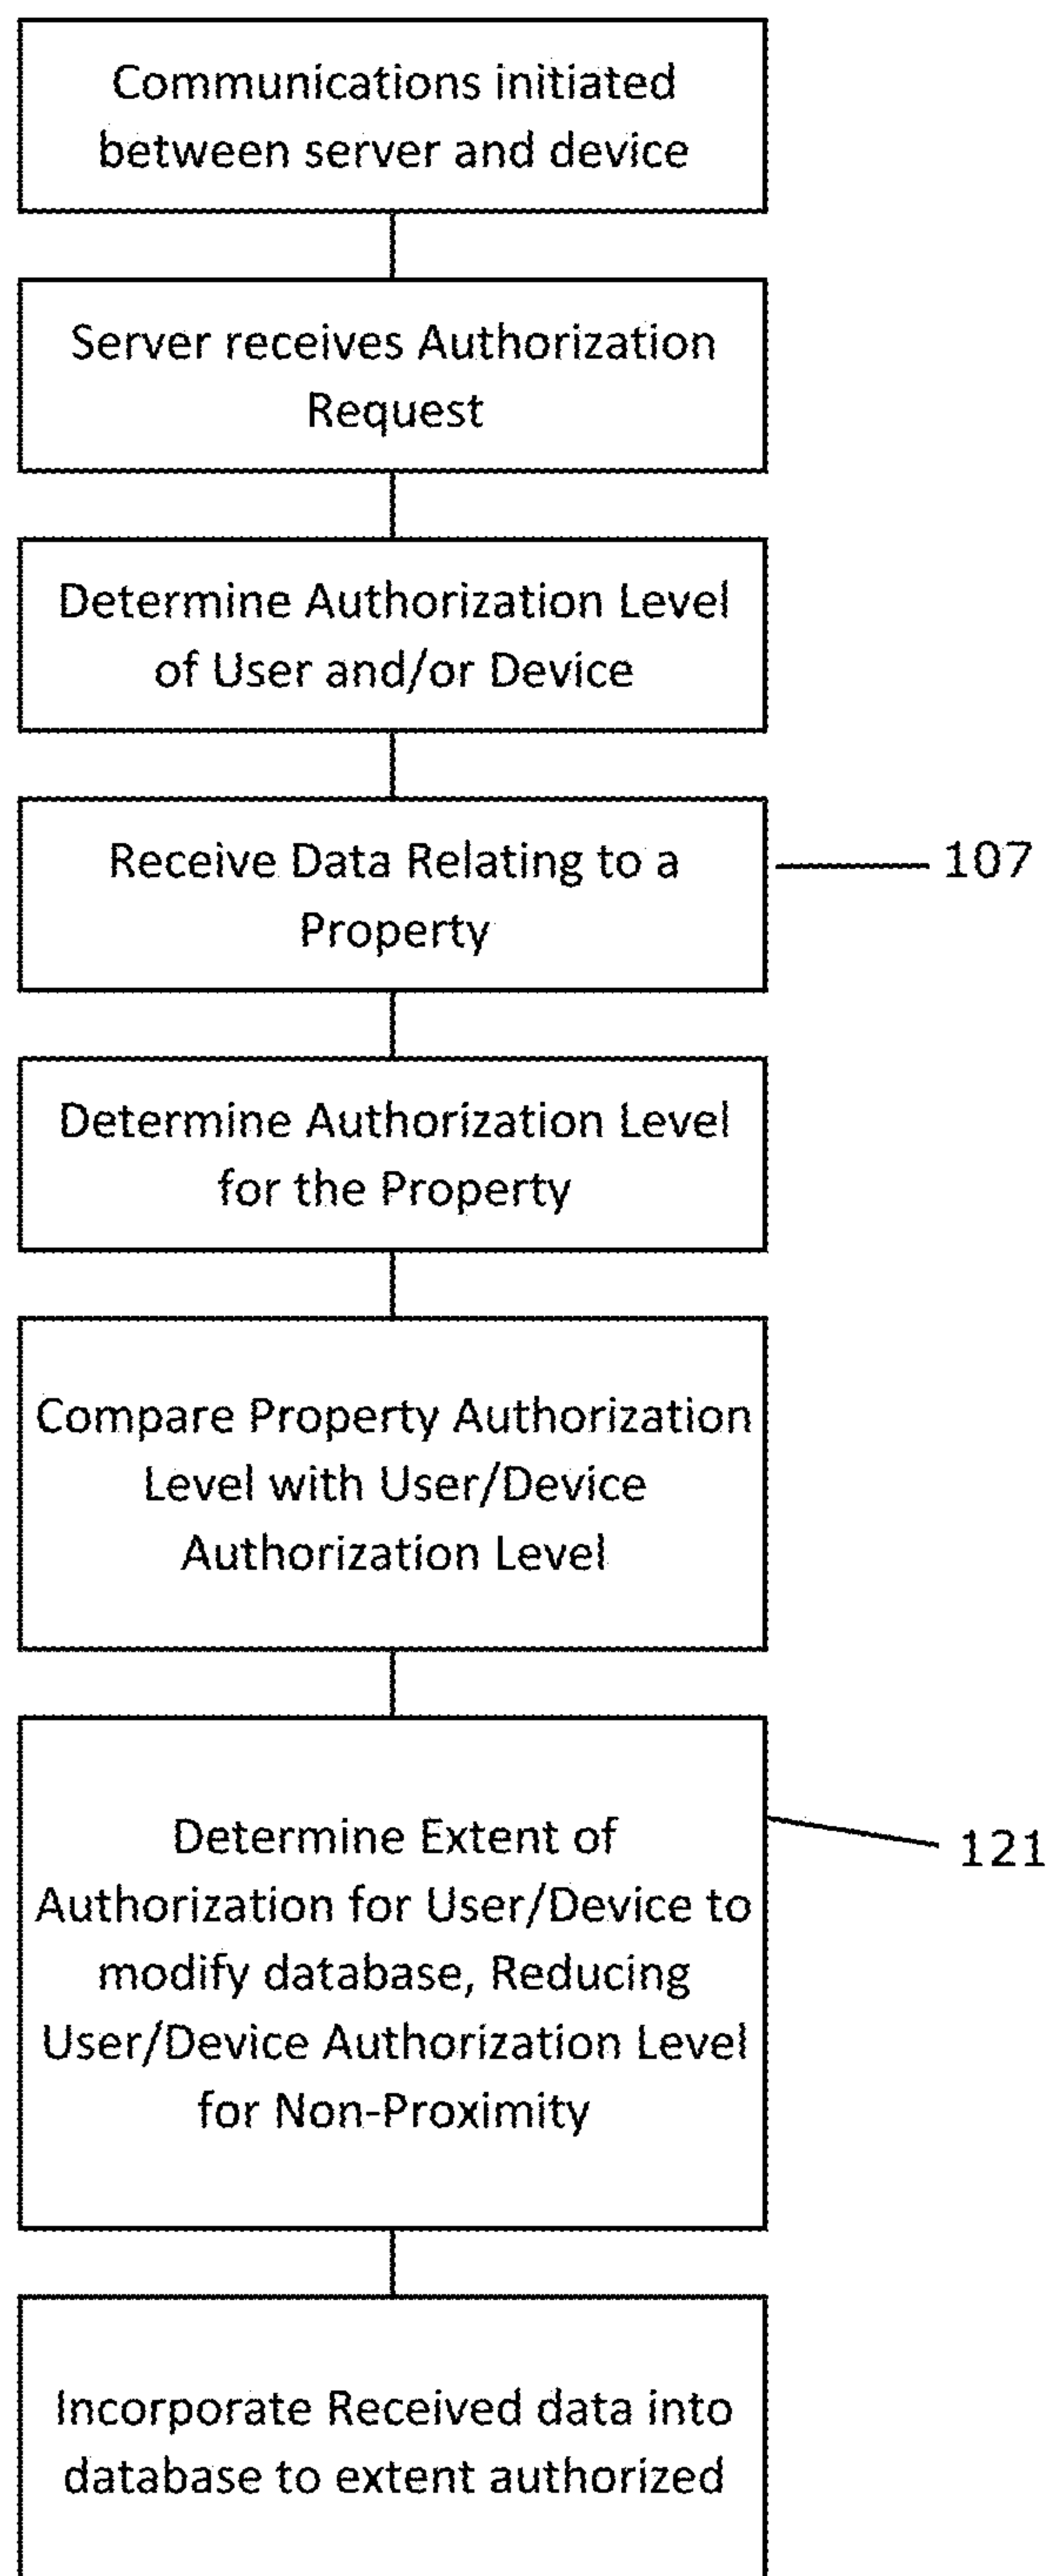 Communications initiated
between server and device
Server receives Authorization
Request
Determine Authorization Level
of User and/or Device
Receive Data Relating to a
Property
107
Determine Authorization Level
for the Property
Compare Property Authorization
Level with User/Device
Authorization Level
Determine Extent of
Authorization for User/Device to
modify database, Reducing
User/Device Authorization Level
for Non-Proximity
121
Incorporate Received data into
database to extent authorized